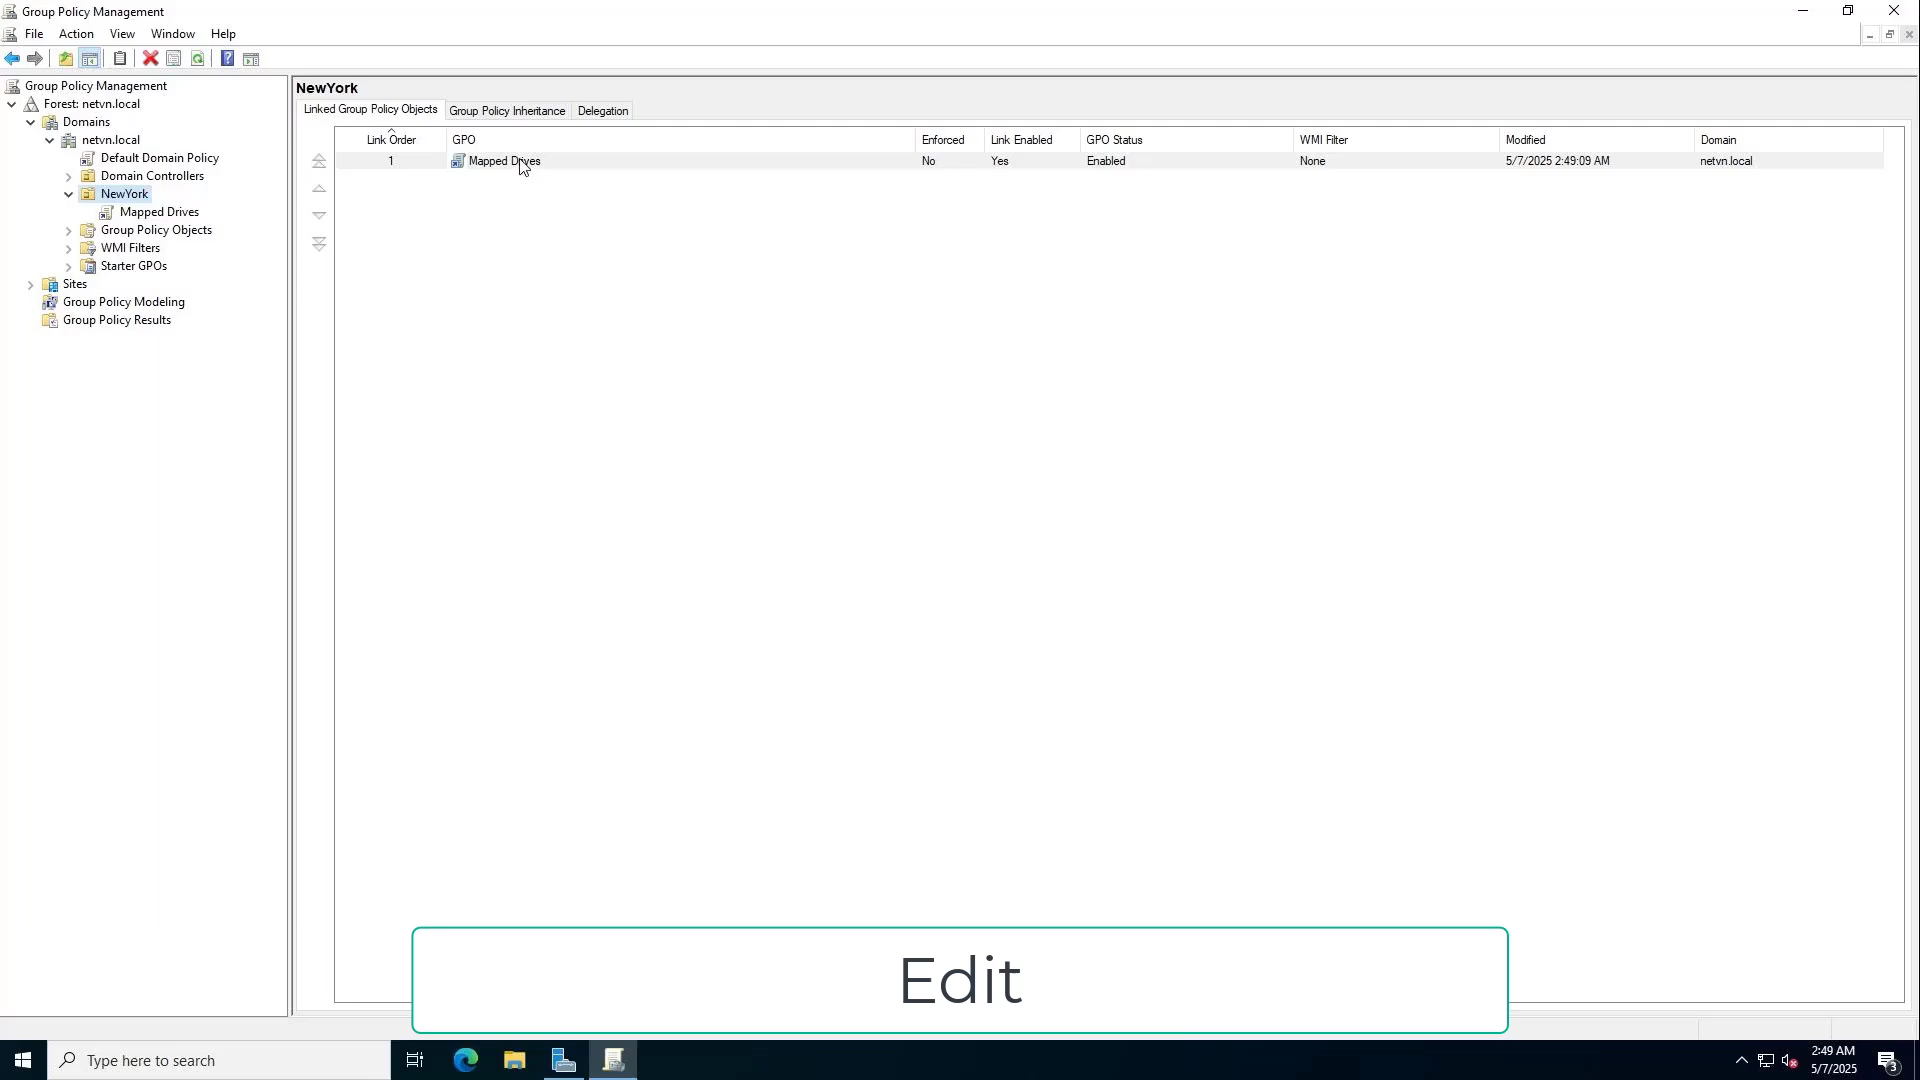 Group Policy Management
File Action View Window Help
Group Policy Management
Forest: netvn.local
Domains
netvn.local
Default Domain Policy
Domain Controllers
NewYork
Mapped Drives
Group Policy Objects
WMI Filters
Starter GPOs
Sites
Group Policy Modeling
Group Policy Results
NewYork
Linked Group Policy Objects Group Policy Inheritance Delegation
Link Order GPO Enforced Link Enabled GPO Status WMI Filter Modified Domain
1 Mapped Drives No Yes Enabled None 5/7/2025 2:49:09 AM netvn.local
Edit
Type here to search
2:49 AM
5/7/2025
3